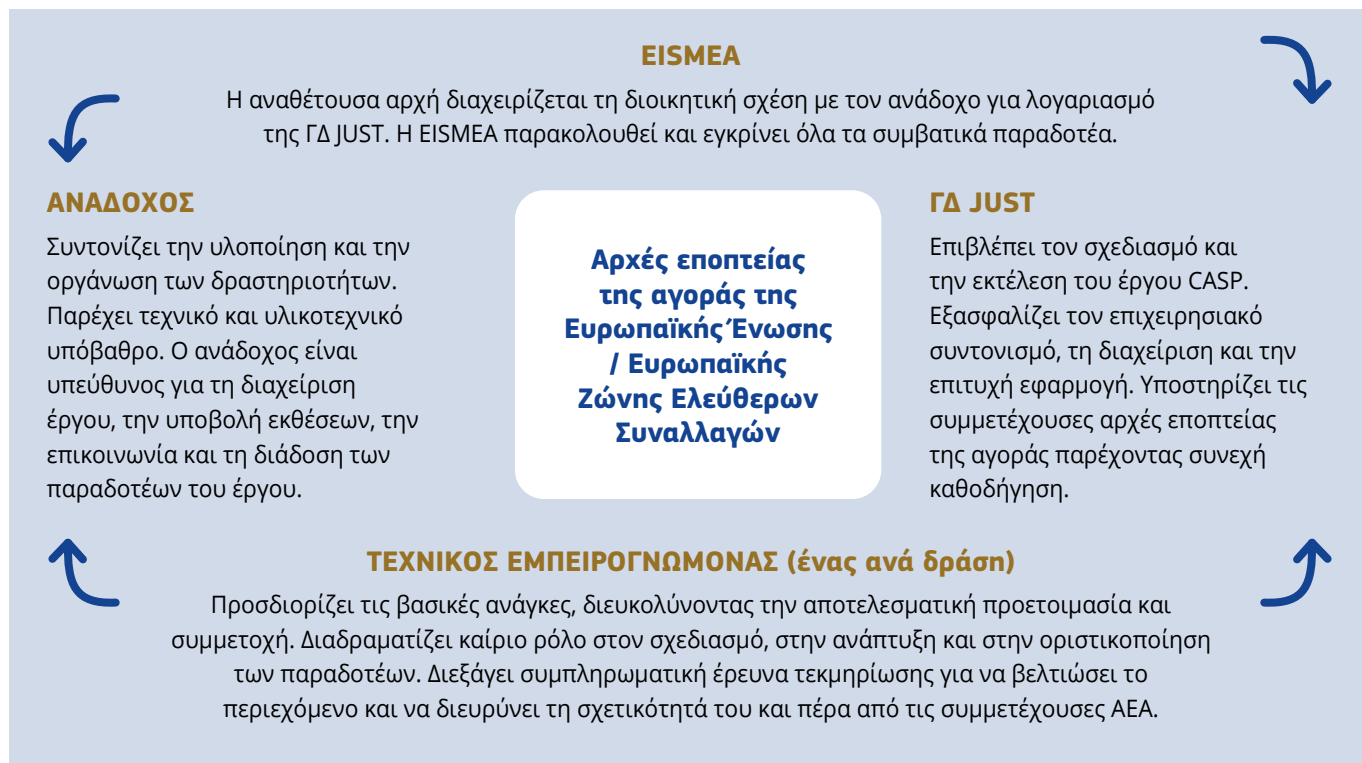 EISMEA
Η αναθέτουσα αρχή διαχειρίζεται τη διοικητική σχέση με τον ανάδοχο για λογαριασμό
της ΓΔ JUST. Η EISMEA παρακολουθεί και εγκρίνει όλα τα συμβατικά παραδοτέα.
ΑΝΑΔΟΧΟΣ
Συντονίζει την υλοποίηση και την
οργάνωση των δραστηριοτήτων.
Παρέχει τεχνικό και υλικοτεχνικό
υπόβαθρο. Ο ανάδοχος είναι
υπεύθυνος για τη διαχείριση
έργου, την υποβολή εκθέσεων, την
επικοινωνία και τη διάδοση των
παραδοτέων του έργου.
Αρχές εποπτείας
της αγοράς της
Ευρωπαϊκής Ένωσης
/ Ευρωπαϊκής
Ζώνης Ελεύθερων
Συναλλαγών
ΓΔ JUST
Επιβλέπει τον σχεδιασμό και
την εκτέλεση του έργου CASP.
Εξασφαλίζει τον επιχειρησιακό
συντονισμό, τη διαχείριση και την
επιτυχή εφαρμογή. Υποστηρίζει τις
συμμετέχουσες αρχές εποπτείας
της αγοράς παρέχοντας συνεχή
καθοδήγηση.
ΤΕΧΝΙΚΟΣ ΕΜΠΕΙΡΟΓΝΩΜΟΝΑΣ (ένας ανά δράση)
Προσδιορίζει τις βασικές ανάγκες, διευκολύνοντας την αποτελεσματική προετοιμασία και
συμμετοχή. Διαδραματίζει καίριο ρόλο στον σχεδιασμό, στην ανάπτυξη και στην οριστικοποίηση
των παραδοτέων. Διεξάγει συμπληρωματική έρευνα τεκμηρίωσης για να βελτιώσει το
περιεχόμενο και να διευρύνει τη σχετικότητά του και πέρα από τις συμμετέχουσες ΑΕΑ.